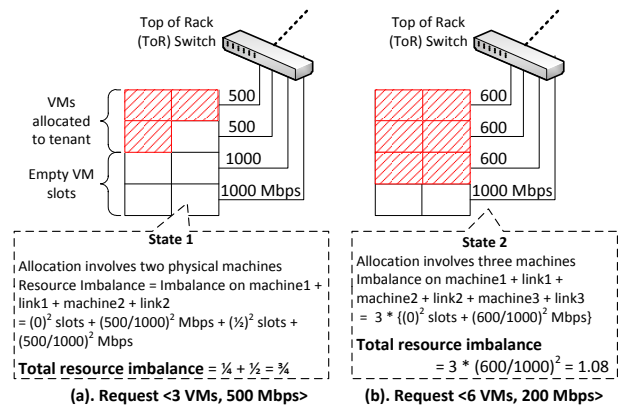 Top of Rack
(ToR) Switch
VMs
allocated
to tenant
Empty VM
slots
500
500
1000
1000 Mbps
State 1
Allocation involves two physical machines
Resource Imbalance = Imbalance on machine1 +
link1 + machine2 + link2
= (0)² slots + (500/1000)² Mbps + (½)² slots +
(500/1000)² Mbps
Total resource imbalance = ¼ + ½ = ¾
(a). Request <3 VMs, 500 Mbps>
Top of Rack
(ToR) Switch
600
600
600
1000 Mbps
State 2
Allocation involves three machines
Imbalance on machine1 + link1 +
machine2 + link2 + machine3 + link3
= 3 * {(0)² slots + (600/1000)² Mbps}
Total resource imbalance
= 3 * (600/1000)² = 1.08
(b). Request <6 VMs, 200 Mbps>